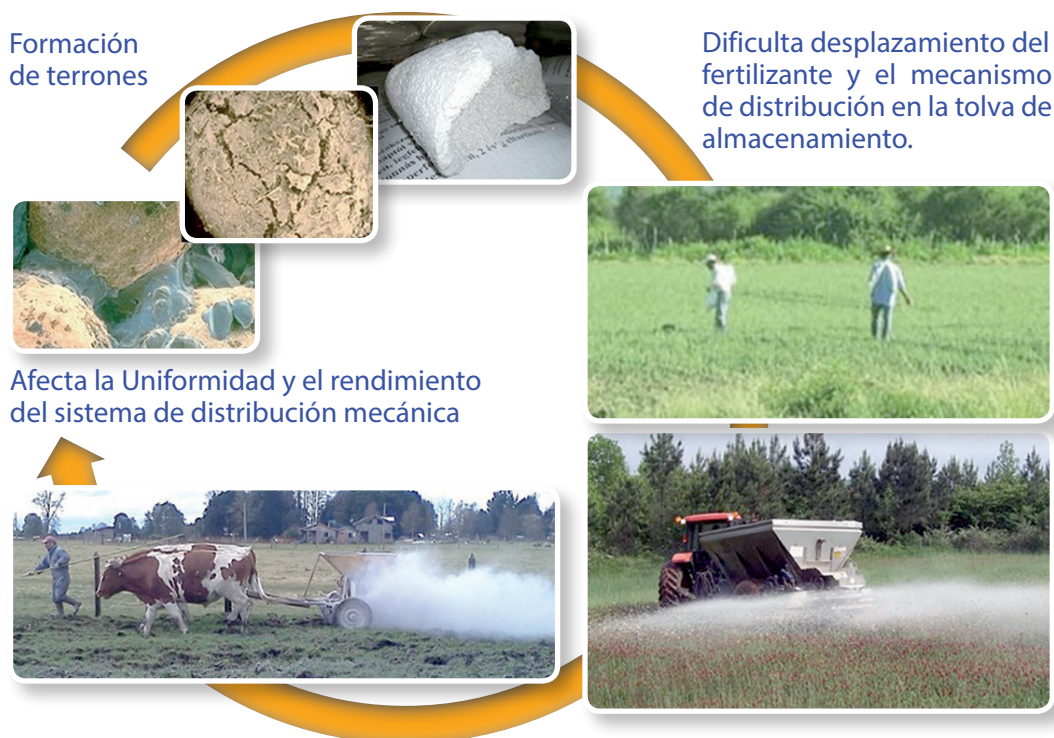 Formación
de terrones
Dificulta desplazamiento del
fertilizante y el mecanismo
de distribución en la tolva de
almacenamiento.
Afecta la Uniformidad y el rendimiento
del sistema de distribución mecánica